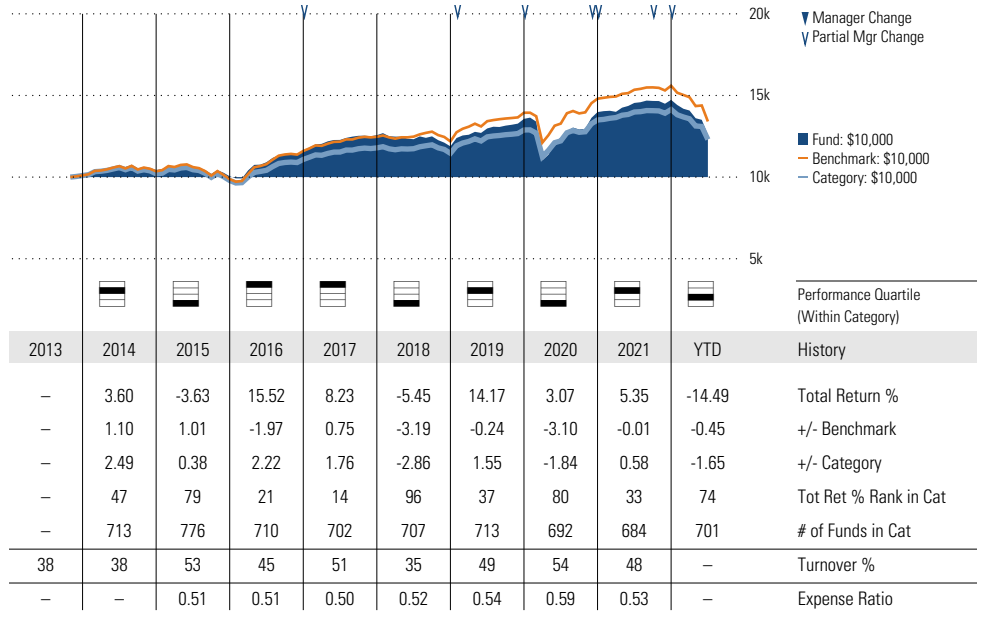 20k
Manager Change
Partial Mgr Change
15k
Fund: $10,000
Benchmark: $10,000
Category: $10,000
10k
5k
Performance Quartile
(Within Category)
2013 2014 2015 2016 2017 2018 2019 2020 2021 YTD History
– 3.60 -3.63 15.52 8.23 -5.45 14.17 3.07 5.35 -14.49 Total Return %
– 1.10 1.01 -1.97 0.75 -3.19 -0.24 -3.10 -0.01 -0.45 +/- Benchmark
– 2.49 0.38 2.22 1.76 -2.86 1.55 -1.84 0.58 -1.65 +/- Category
– 47 79 21 14 96 37 80 33 74 Tot Ret % Rank in Cat
– 713 776 710 702 707 713 692 684 701 # of Funds in Cat
38 38 53 45 51 35 49 54 48 – Turnover %
– – 0.51 0.51 0.50 0.52 0.54 0.59 0.53 – Expense Ratio